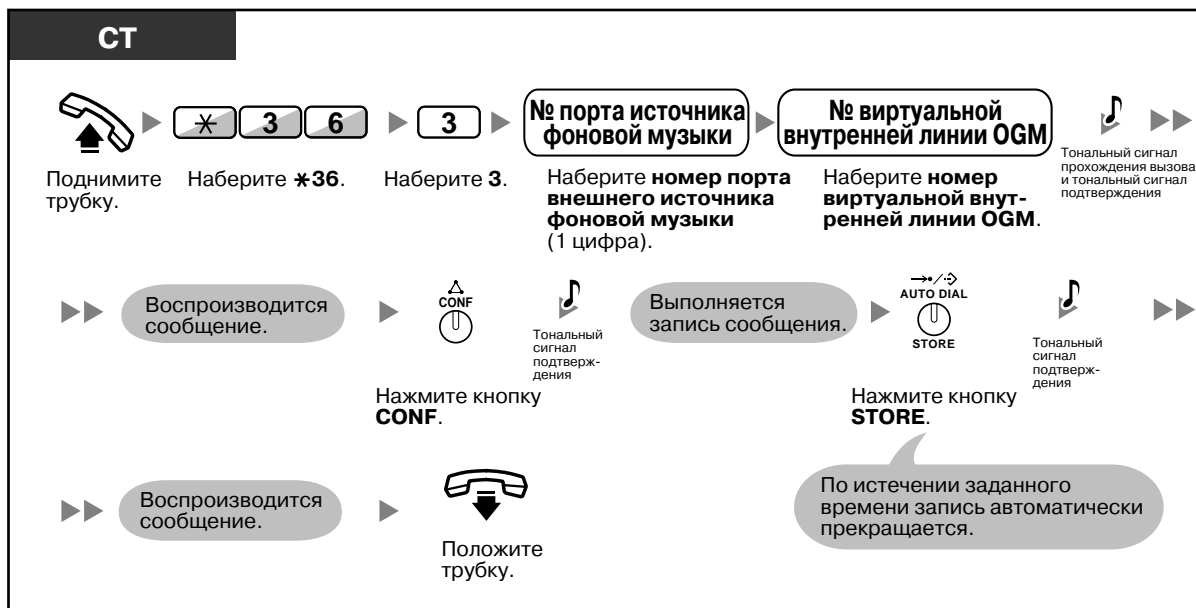 СТ
✳ 3 6
3
№ порта источника
фоновой музыки
№ виртуальной
внутренней линии OGM
Поднимите
трубку.
Наберите ✳36.
Наберите 3.
Наберите номер порта
внешнего источника
фоновой музыки
(1 цифра).
Наберите номер
виртуальной внут-
ренней линии OGM.
Тональный сигнал
прохождения вызова
и тональный сигнал
подтверждения
Воспроизводится
сообщение.
CONF
Тональный
сигнал
подтверж-
дения
Нажмите кнопку
CONF.
Выполняется
запись сообщения.
AUTO DIAL
STORE
Тональный
сигнал
подтверж-
дения
Нажмите кнопку
STORE.
По истечении заданного
времени запись автоматически
прекращается.
Воспроизводится
сообщение.
Положите
трубку.